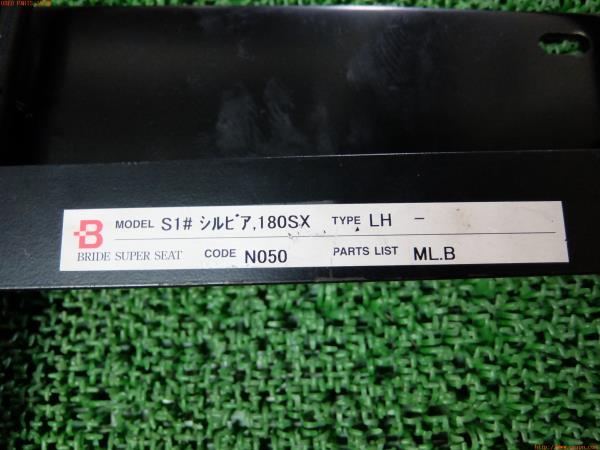 MODEL S1# シルビア,180SX TYPE LH -
B
BRIDE SUPER SEAT CODE N050 PARTS LIST ML.B